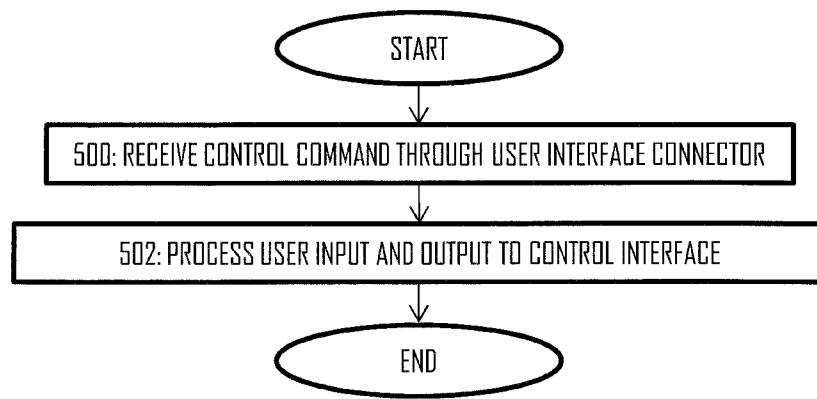 START
500: RECEIVE CONTROL COMMAND THROUGH USER INTERFACE CONNECTOR
502: PROCESS USER INPUT AND OUTPUT TO CONTROL INTERFACE
END